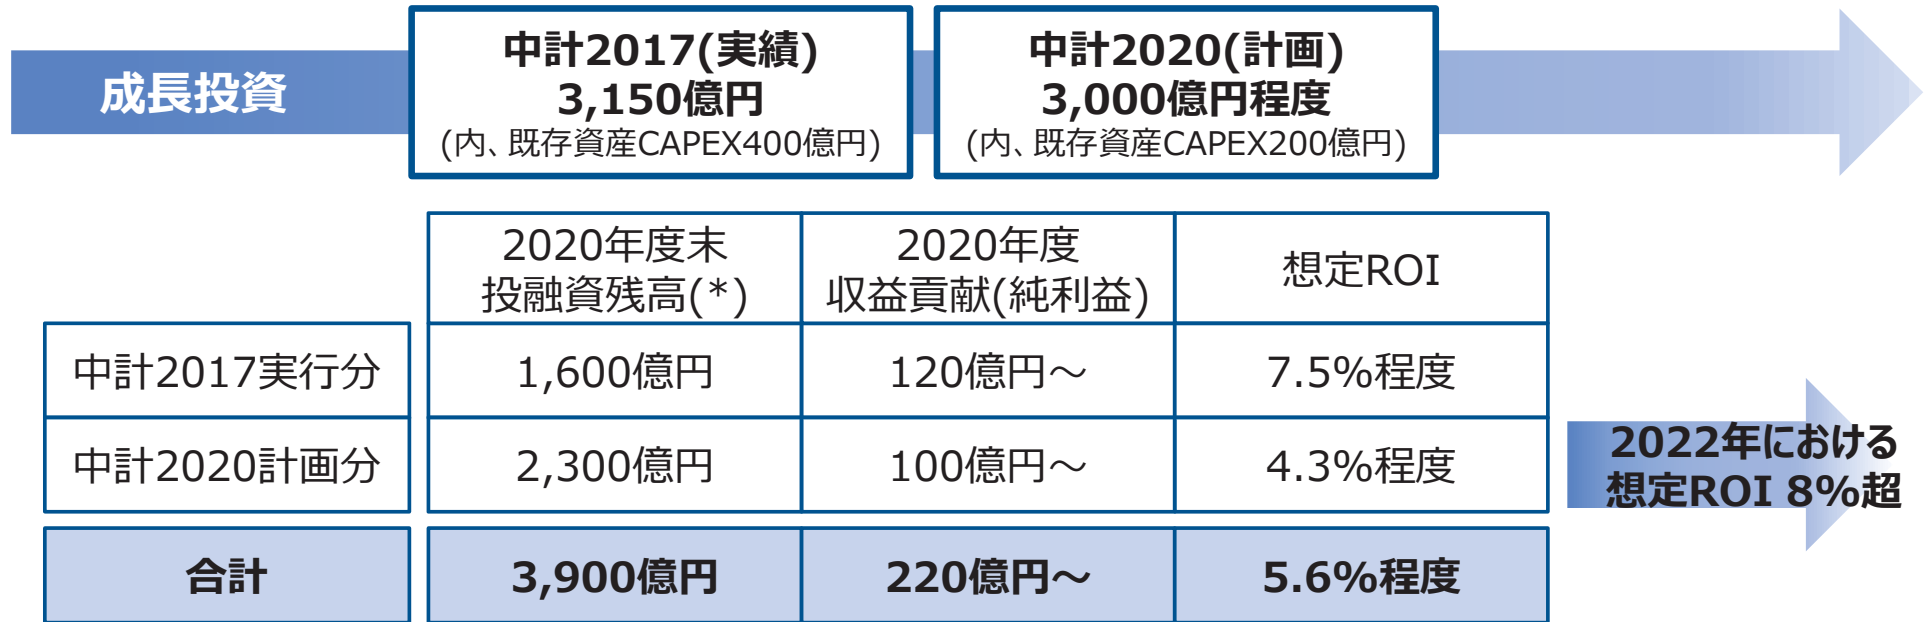 成長投資
中計2017(実績)
3,150億円
(内、既存資産CAPEX400億円)
中計2020(計画)
3,000億円程度
(内、既存資産CAPEX200億円)
2020年度末
投融資残高(*)
2020年度
収益貢献(純利益)
想定ROI
中計2017実行分 1,600億円 120億円～ 7.5%程度
中計2020計画分 2,300億円 100億円～ 4.3%程度
2022年における
想定ROI 8%超
合計 3,900億円 220億円～ 5.6%程度